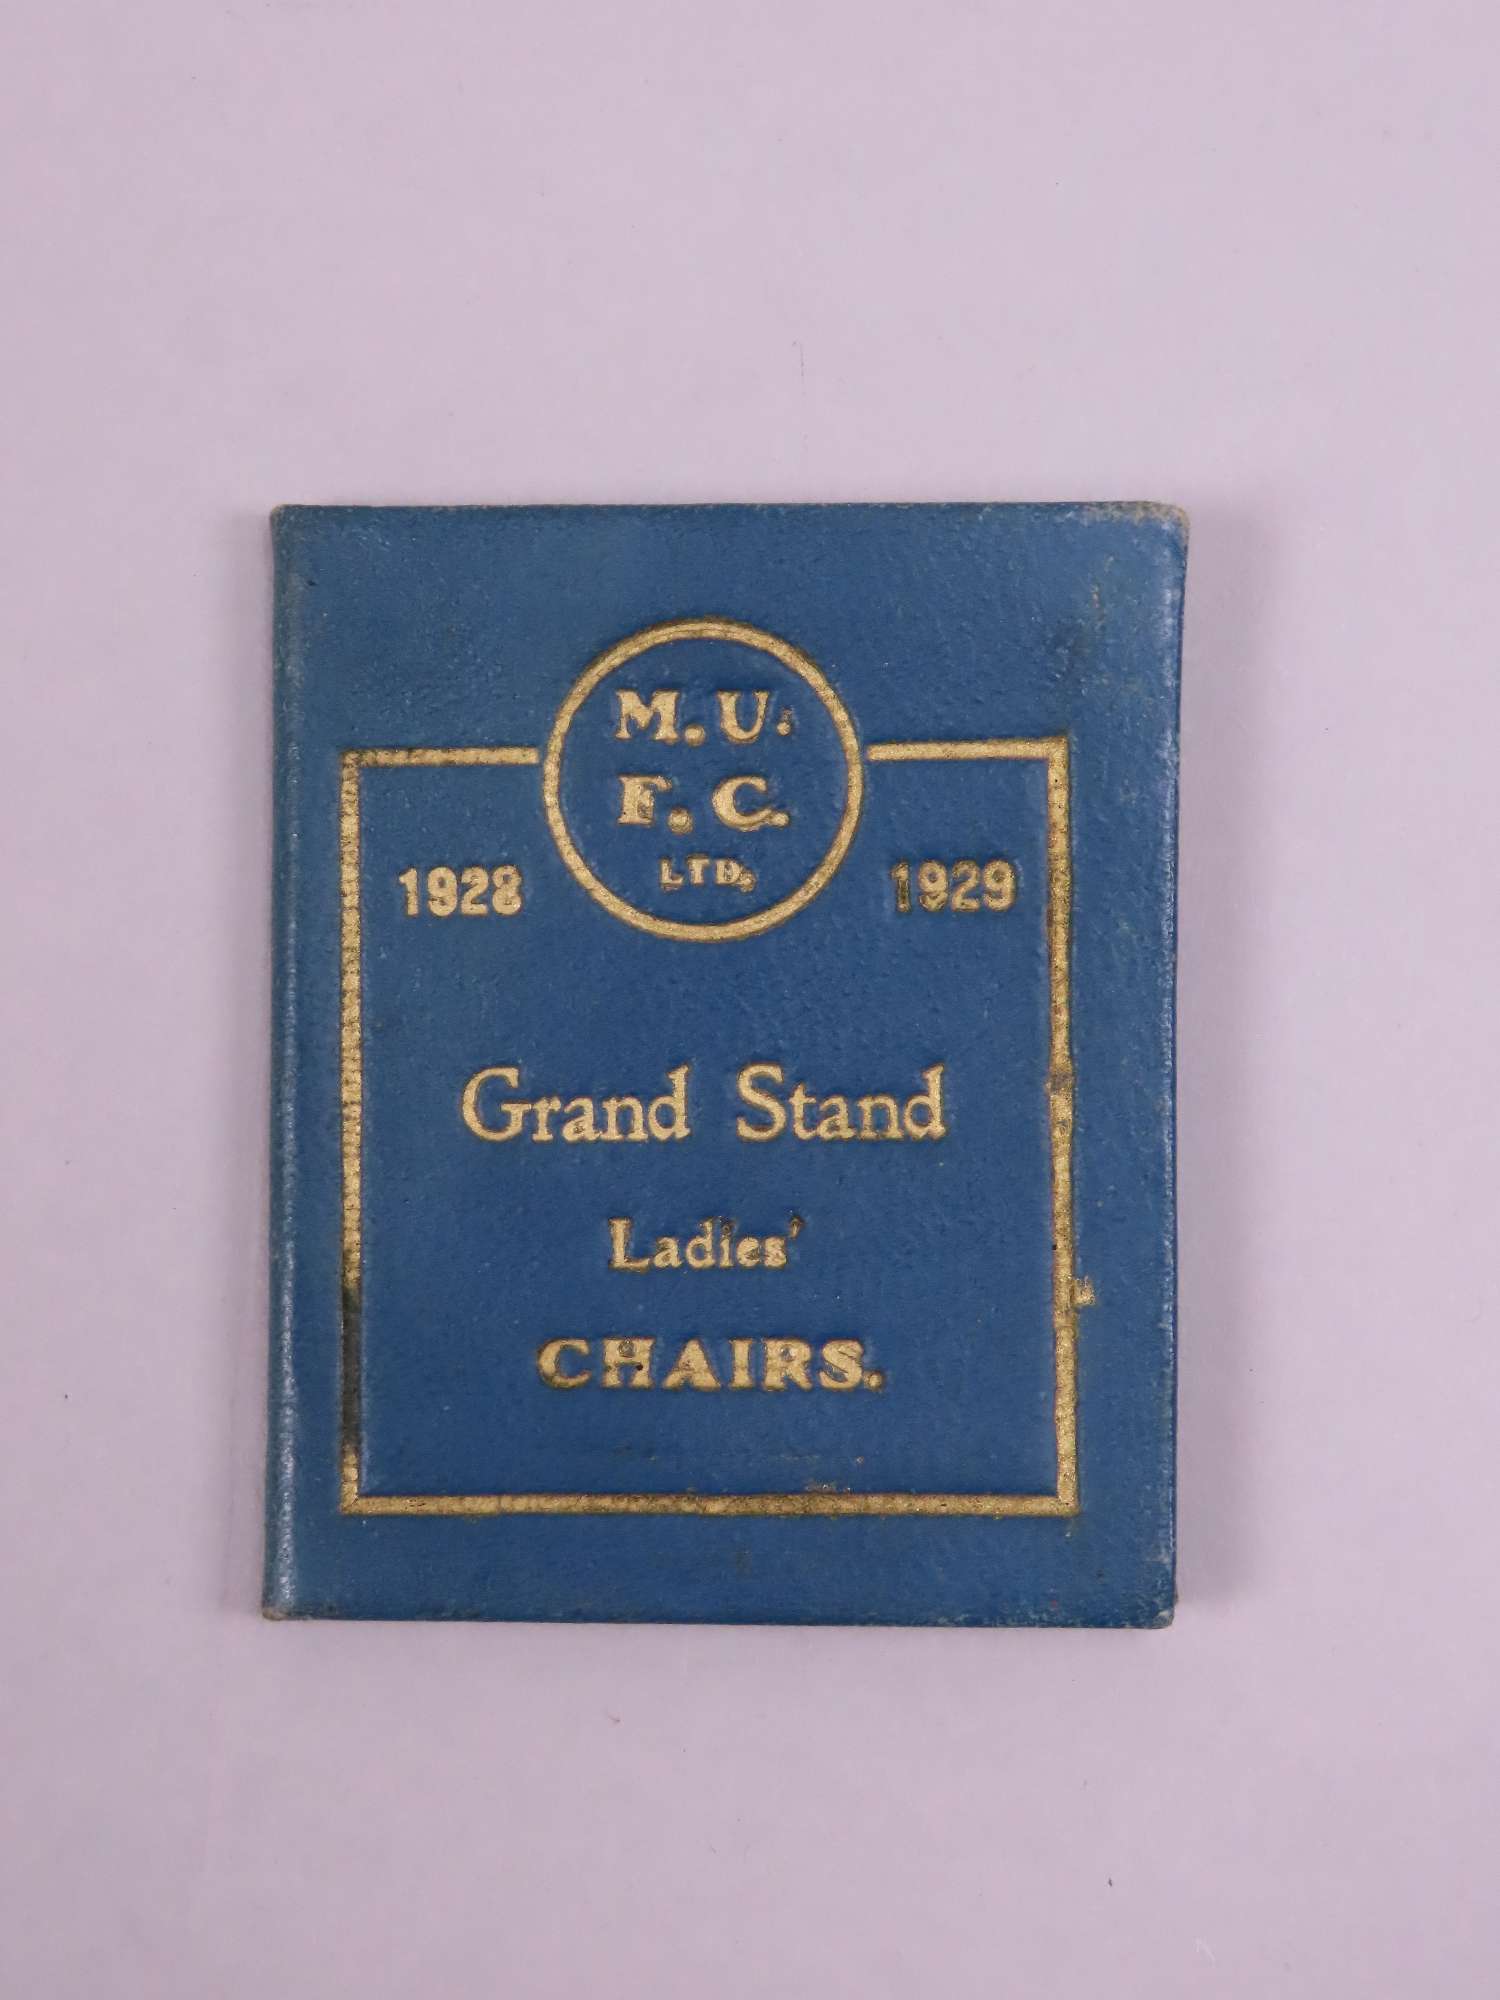 M. U.
F. C.
LTD.
1928 1929
Grand Stand
Ladies'
CHAIRS.